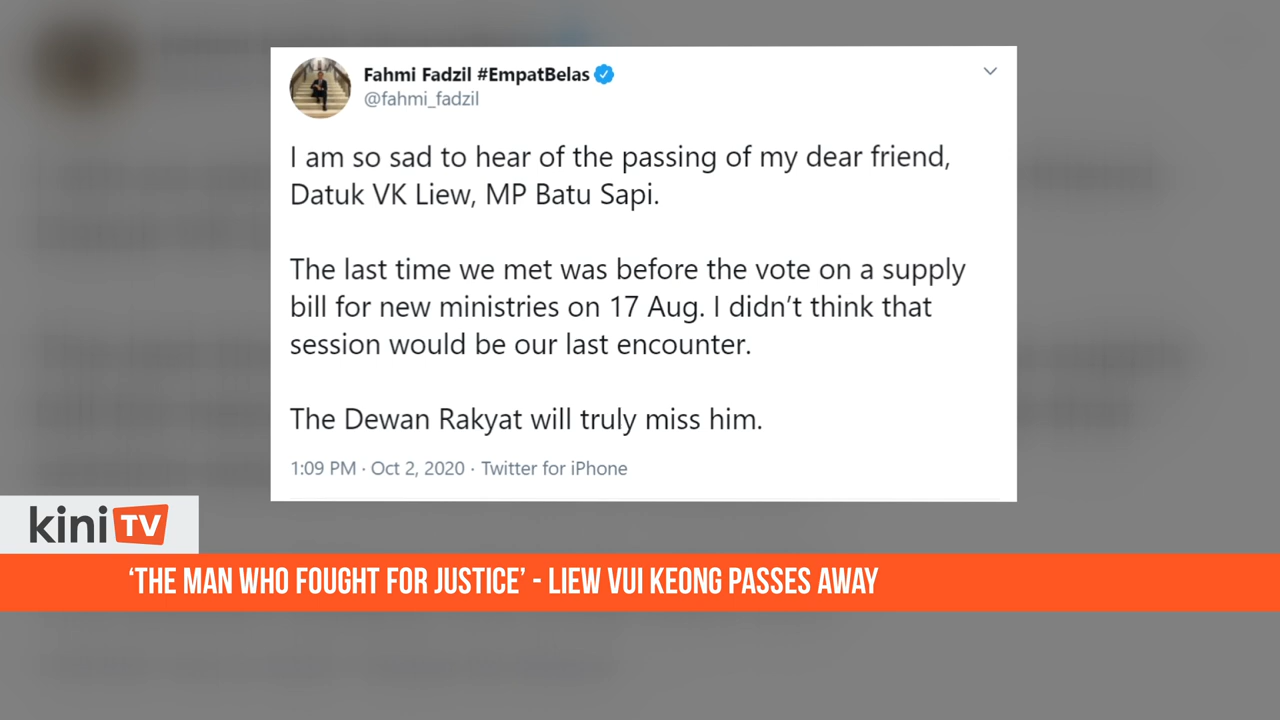 Fahmi Fadzil #EmpatBelas
@fahmi_fadzil
I am so sad to hear of the passing of my dear friend,
Datuk VK Liew, MP Batu Sapi.
The last time we met was before the vote on a supply
bill for new ministries on 17 Aug. I didn’t think that
session would be our last encounter.
The Dewan Rakyat will truly miss him.
1:09 PM · Oct 2, 2020 · Twitter for iPhone
kini TV
‘THE MAN WHO FOUGHT FOR JUSTICE’ - LIEW VUI KEONG PASSES AWAY